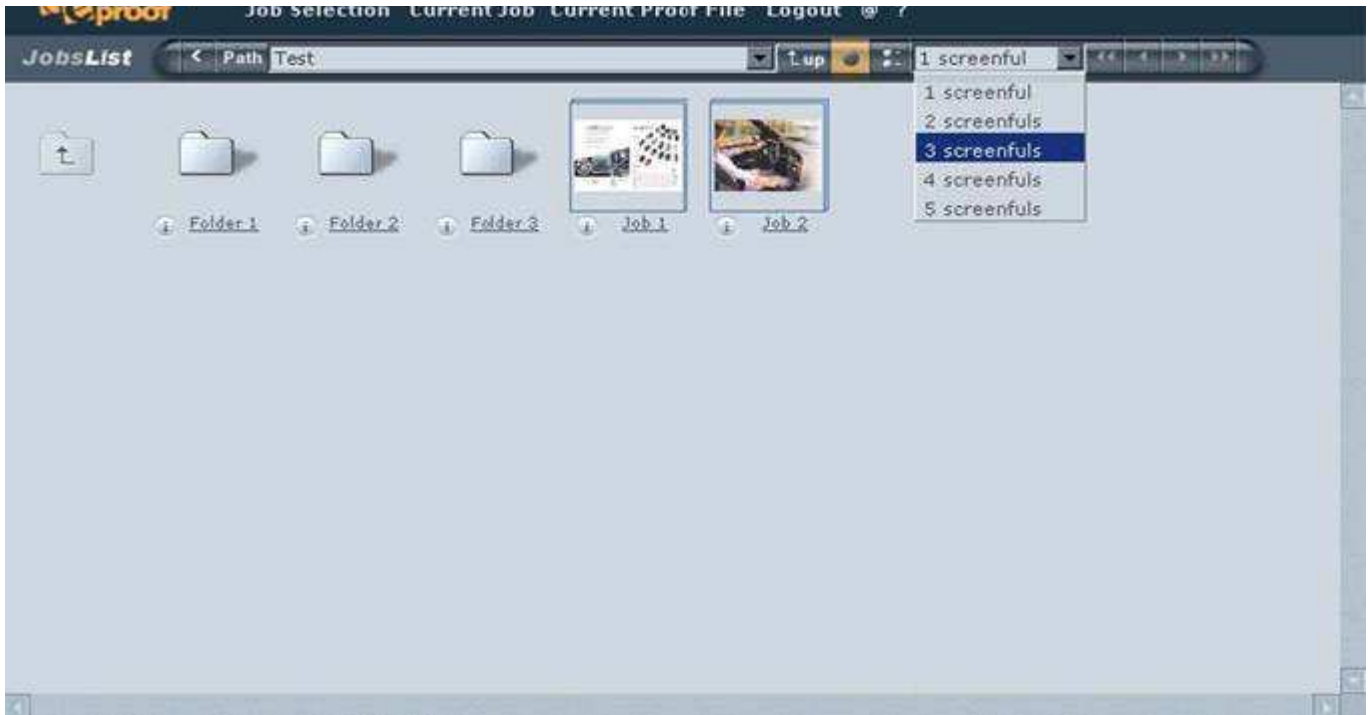 eproof Job Selection Current Job Current Proof File Logout @ ?
JobsList < Path Test up 1 screenful << < > >>
1 screenful
2 screenfuls
3 screenfuls
4 screenfuls
5 screenfuls
i Folder 1 i Folder 2 i Folder 3 i Job 1 i Job 2